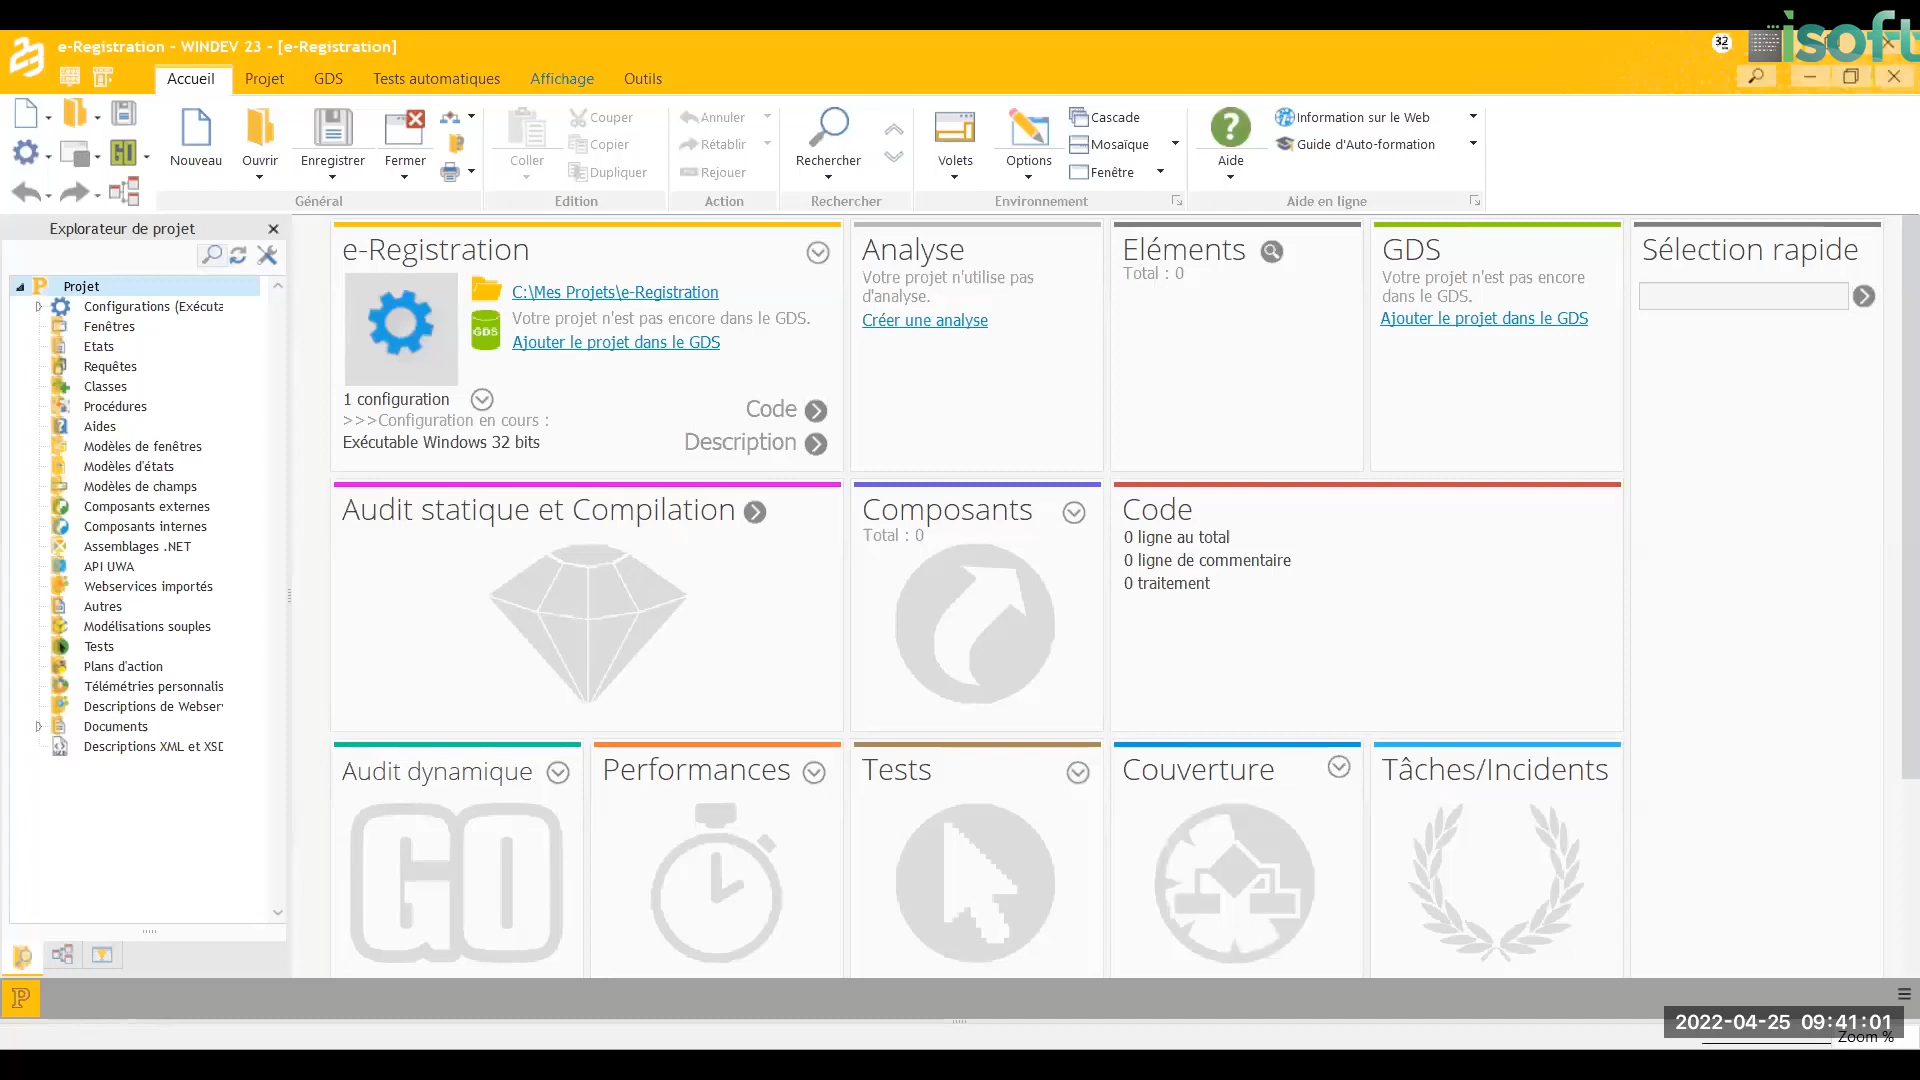 isoft
e-Registration - WINDEV 23 - [e-Registration]
32
Accueil Projet GDS Tests automatiques Affichage Outils
Nouveau Ouvrir Enregistrer Fermer
Coller Couper Copier Dupliquer
Annuler Rétablir Rejouer
Rechercher
Volets Options Cascade Mosaïque Fenêtre
Aide Information sur le Web Guide d'Auto-formation
GO
Général Edition Action Rechercher Environnement Aide en ligne
Explorateur de projet
Projet
Configurations (Exécuta
Fenêtres
Etats
Requêtes
Classes
Procédures
Aides
Modèles de fenêtres
Modèles d'états
Modèles de champs
Composants externes
Composants internes
Assemblages .NET
API UWA
Webservices importés
Autres
Modélisations souples
Tests
Plans d'action
Télémétries personnalis
Descriptions de Webser
Documents
Descriptions XML et XSD
e-Registration
C:\Mes Projets\e-Registration
GDS
Votre projet n'est pas encore dans le GDS.
Ajouter le projet dans le GDS
1 configuration
>>>Configuration en cours :
Exécutable Windows 32 bits
Code
Description
Analyse
Votre projet n'utilise pas
d'analyse.
Créer une analyse
Eléments
Total : 0
GDS
Votre projet n'est pas encore
dans le GDS.
Ajouter le projet dans le GDS
Sélection rapide
Audit statique et Compilation
Composants
Total : 0
Code
0 ligne au total
0 ligne de commentaire
0 traitement
Audit dynamique
GO
Performances
Tests
Couverture
Tâches/Incidents
P
2022-04-25 09:41:01
Zoom %